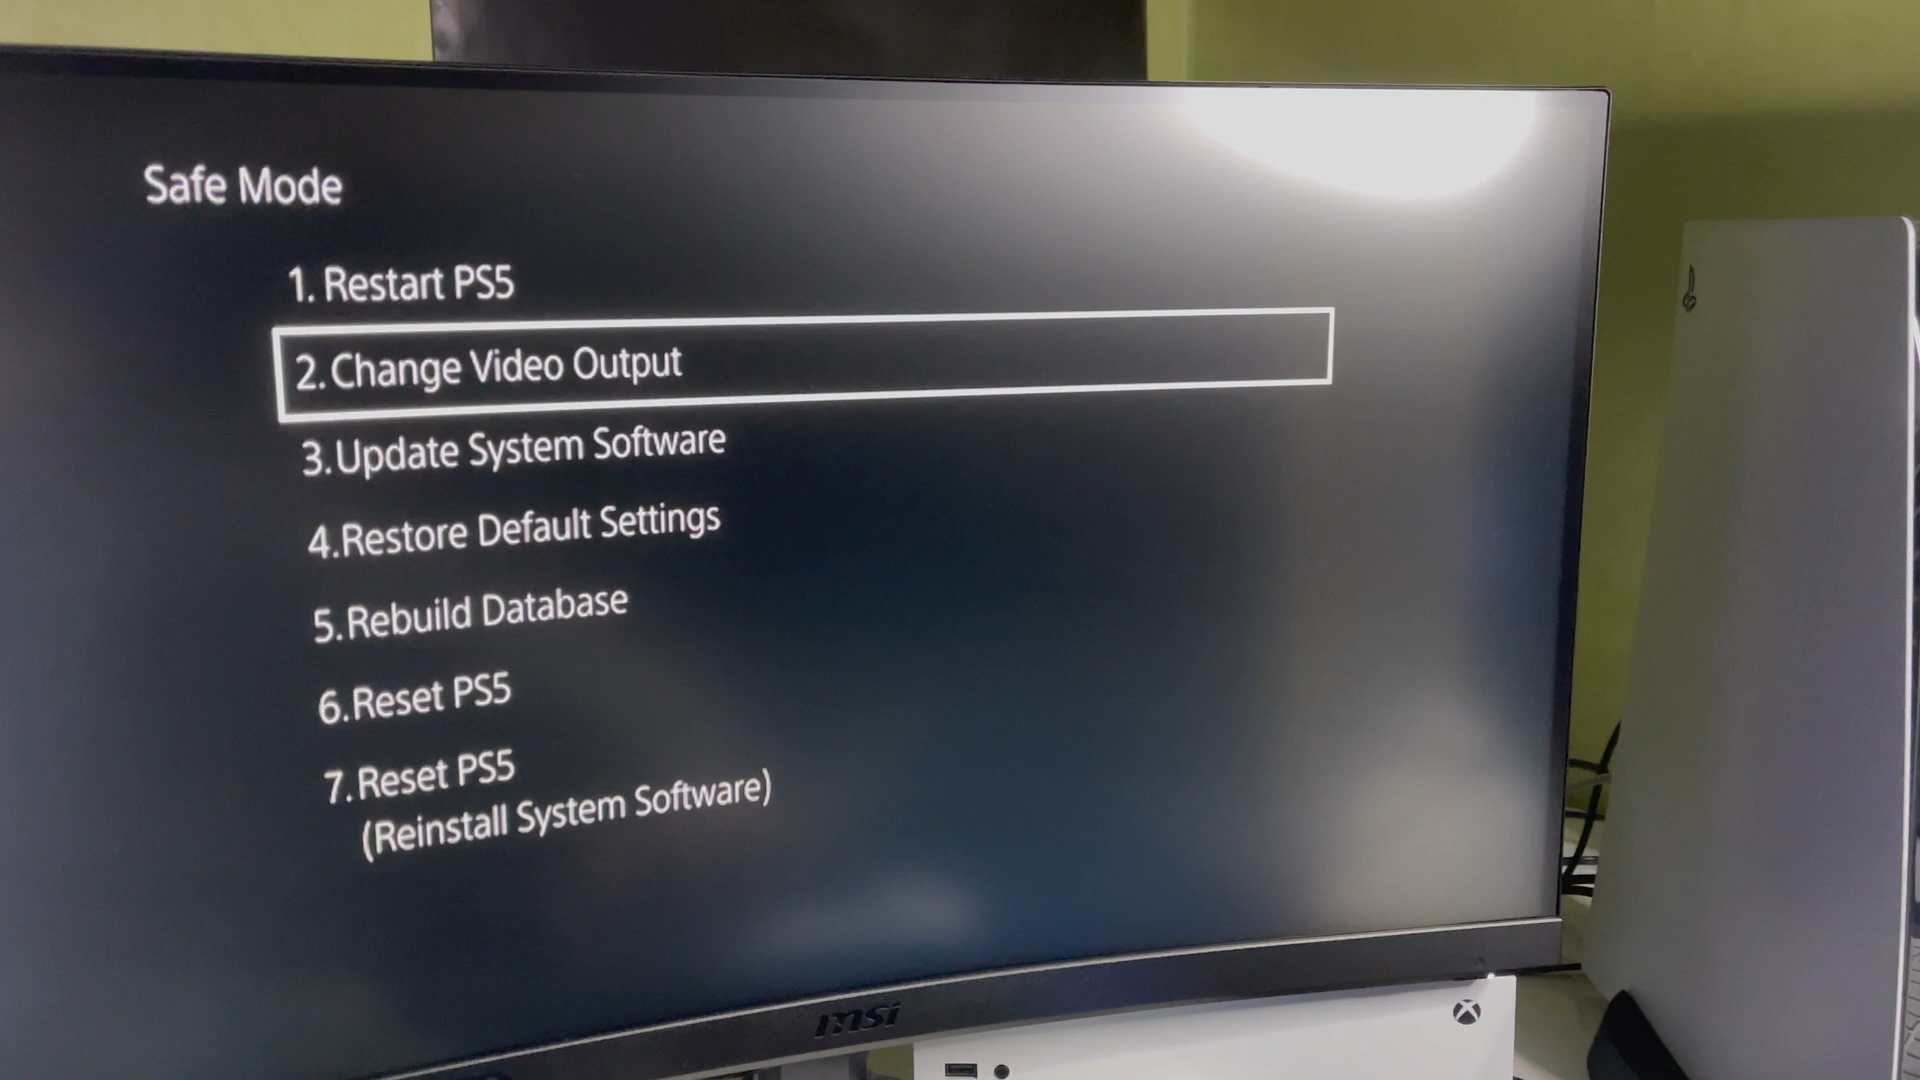 Safe Mode
1. Restart PS5
2. Change Video Output
3. Update System Software
4. Restore Default Settings
5. Rebuild Database
6. Reset PS5
7. Reset PS5
(Reinstall System Software)
msi